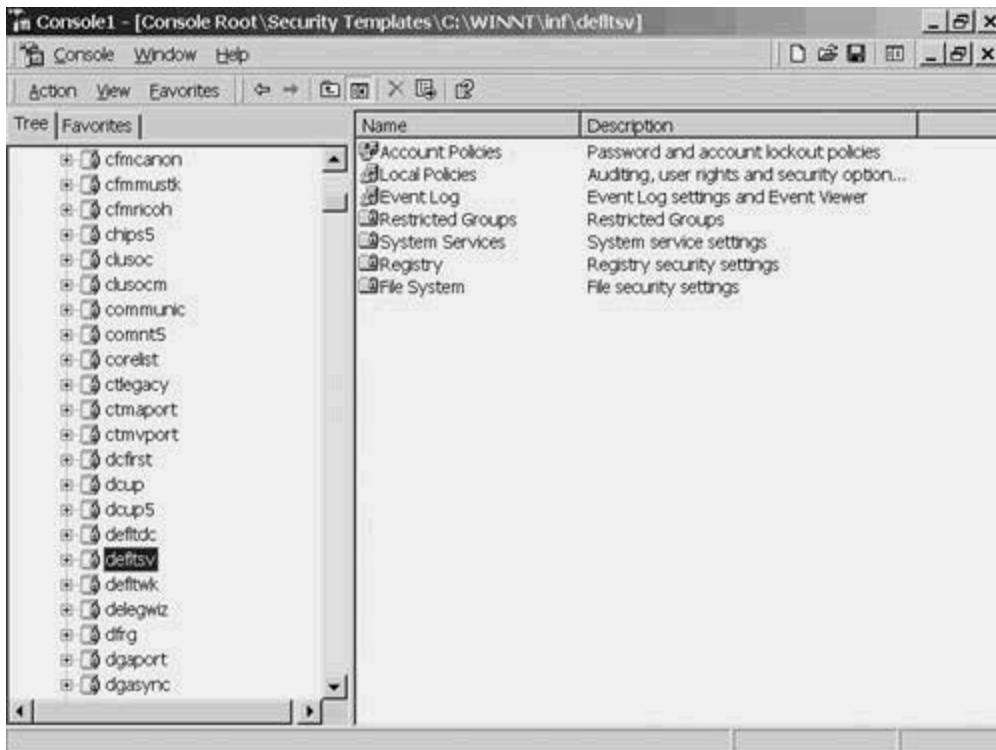 Console1 - [Console Root\Security Templates\C:\WINNT\inf\defltsv]
Console Window Help
Action View Favorites
Tree Favorites
Name Description
cfmcanon
cfmmustk
cfmricoh
chips5
clusoc
clusocm
communic
comnt5
corelist
ctlegacy
ctmaport
ctmvport
dcfirst
dcup
dcup5
defltdc
defltsv
defltwk
delegwiz
dfrg
dgaport
dgasync
Account Policies Password and account lockout policies
Local Policies Auditing, user rights and security option...
Event Log Event Log settings and Event Viewer
Restricted Groups Restricted Groups
System Services System service settings
Registry Registry security settings
File System File security settings